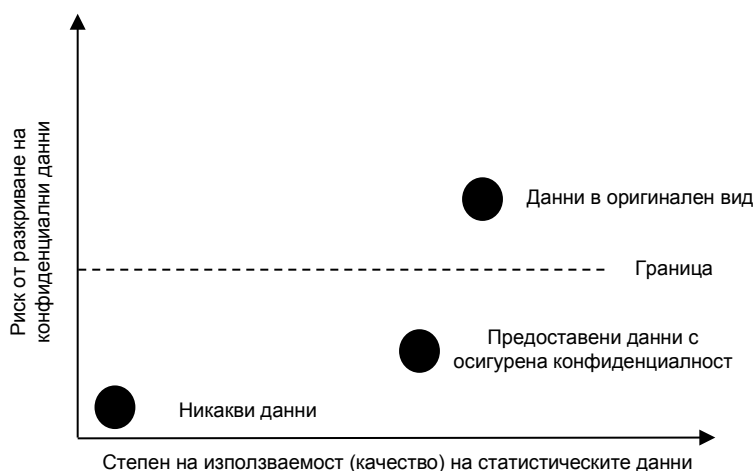 Риск от разкриване на
конфиденциални данни
Данни в оригинален вид
Граница
Предоставени данни с
осигурена конфиденциалност
Никакви данни
Степен на използваемост (качество) на статистическите данни